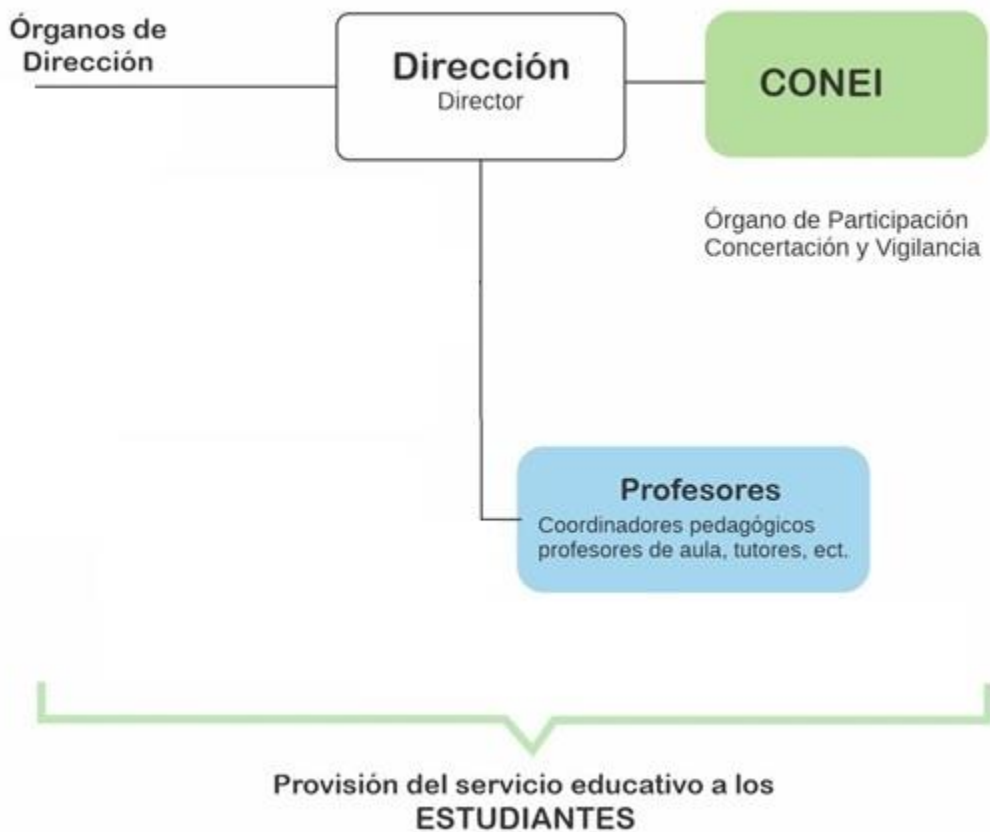 Órganos de
Dirección
Dirección
Director
CONEI
Órgano de Participación
Concertación y Vigilancia
Profesores
Coordinadores pedagógicos
profesores de aula, tutores, ect.
Provisión del servicio educativo a los
ESTUDIANTES